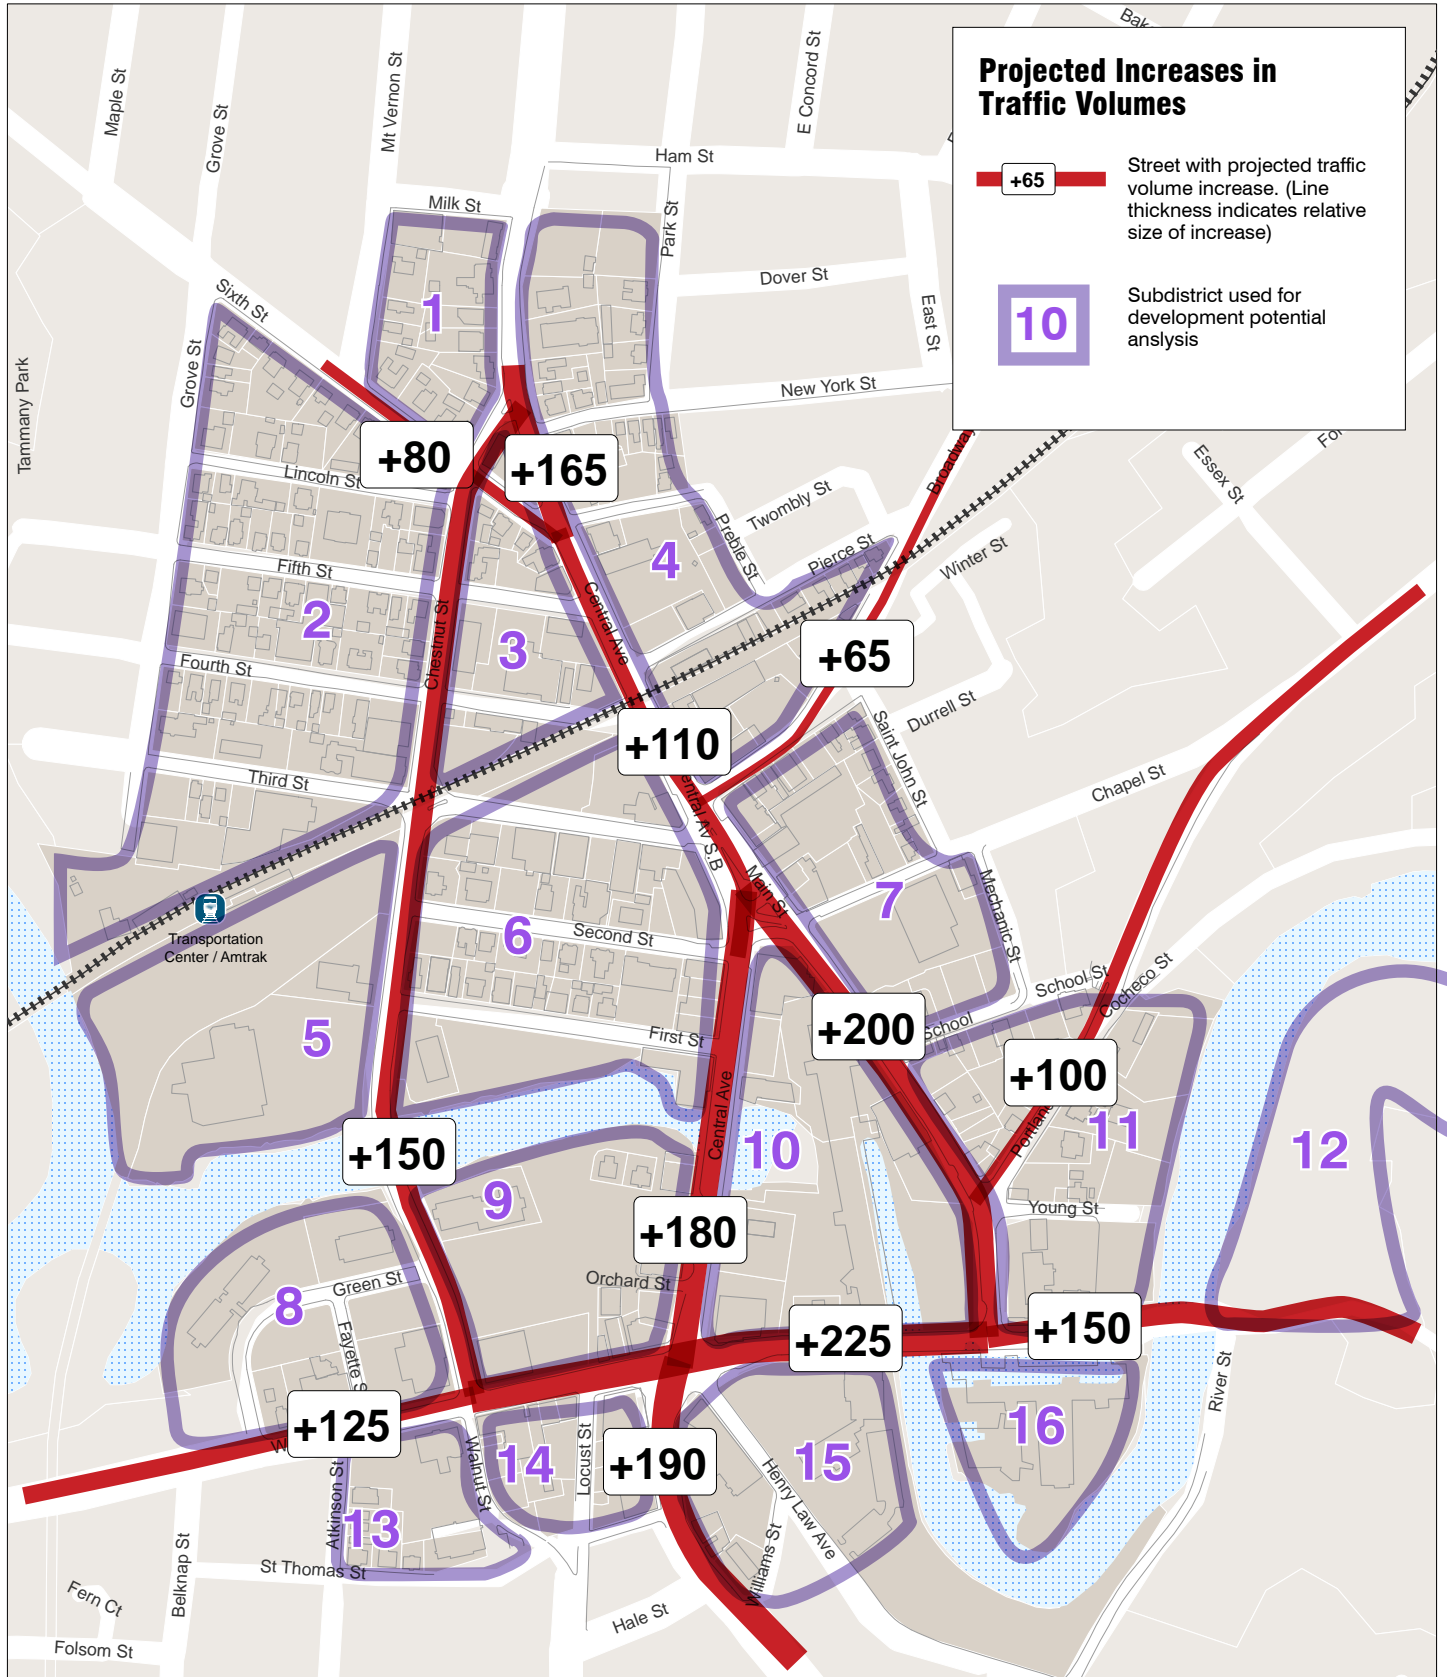 Projected Increases in
Traffic Volumes
+65
Street with projected traffic
volume increase. (Line
thickness indicates relative
size of increase)
10
Subdistrict used for
development potential
anslysis
Maple St
Grove St
Mt Vernon St
E Concord St
Ham St
Milk St
Park St
Dover St
East St
New York St
Sixth St
Grove St
Tammany Park
1
+80
+165
Lincoln St
Broadway
Essex St
Twombly St
Preble St
Pierce St
Winter St
4
Fifth St
2
Chestnut St
3
Central Ave
+65
Fourth St
Durrell St
Saint John St
+110
Third St
Chapel St
Central Av S.B
Main St
7
Mechanic St
Transportation
Center / Amtrak
6
Second St
School St
Cocheco St
5
First St
+200
School
+100
Central Ave
10
11
12
+150
9
Young St
+180
Orchard St
Green St
8
Fayette S
+225
+150
River St
+125
W
Walnut St
14
Locust St
+190
15
16
Henry Law Ave
Atkinson St
13
Belknap St
St Thomas St
Williams St
Fern Ct
Hale St
Folsom St